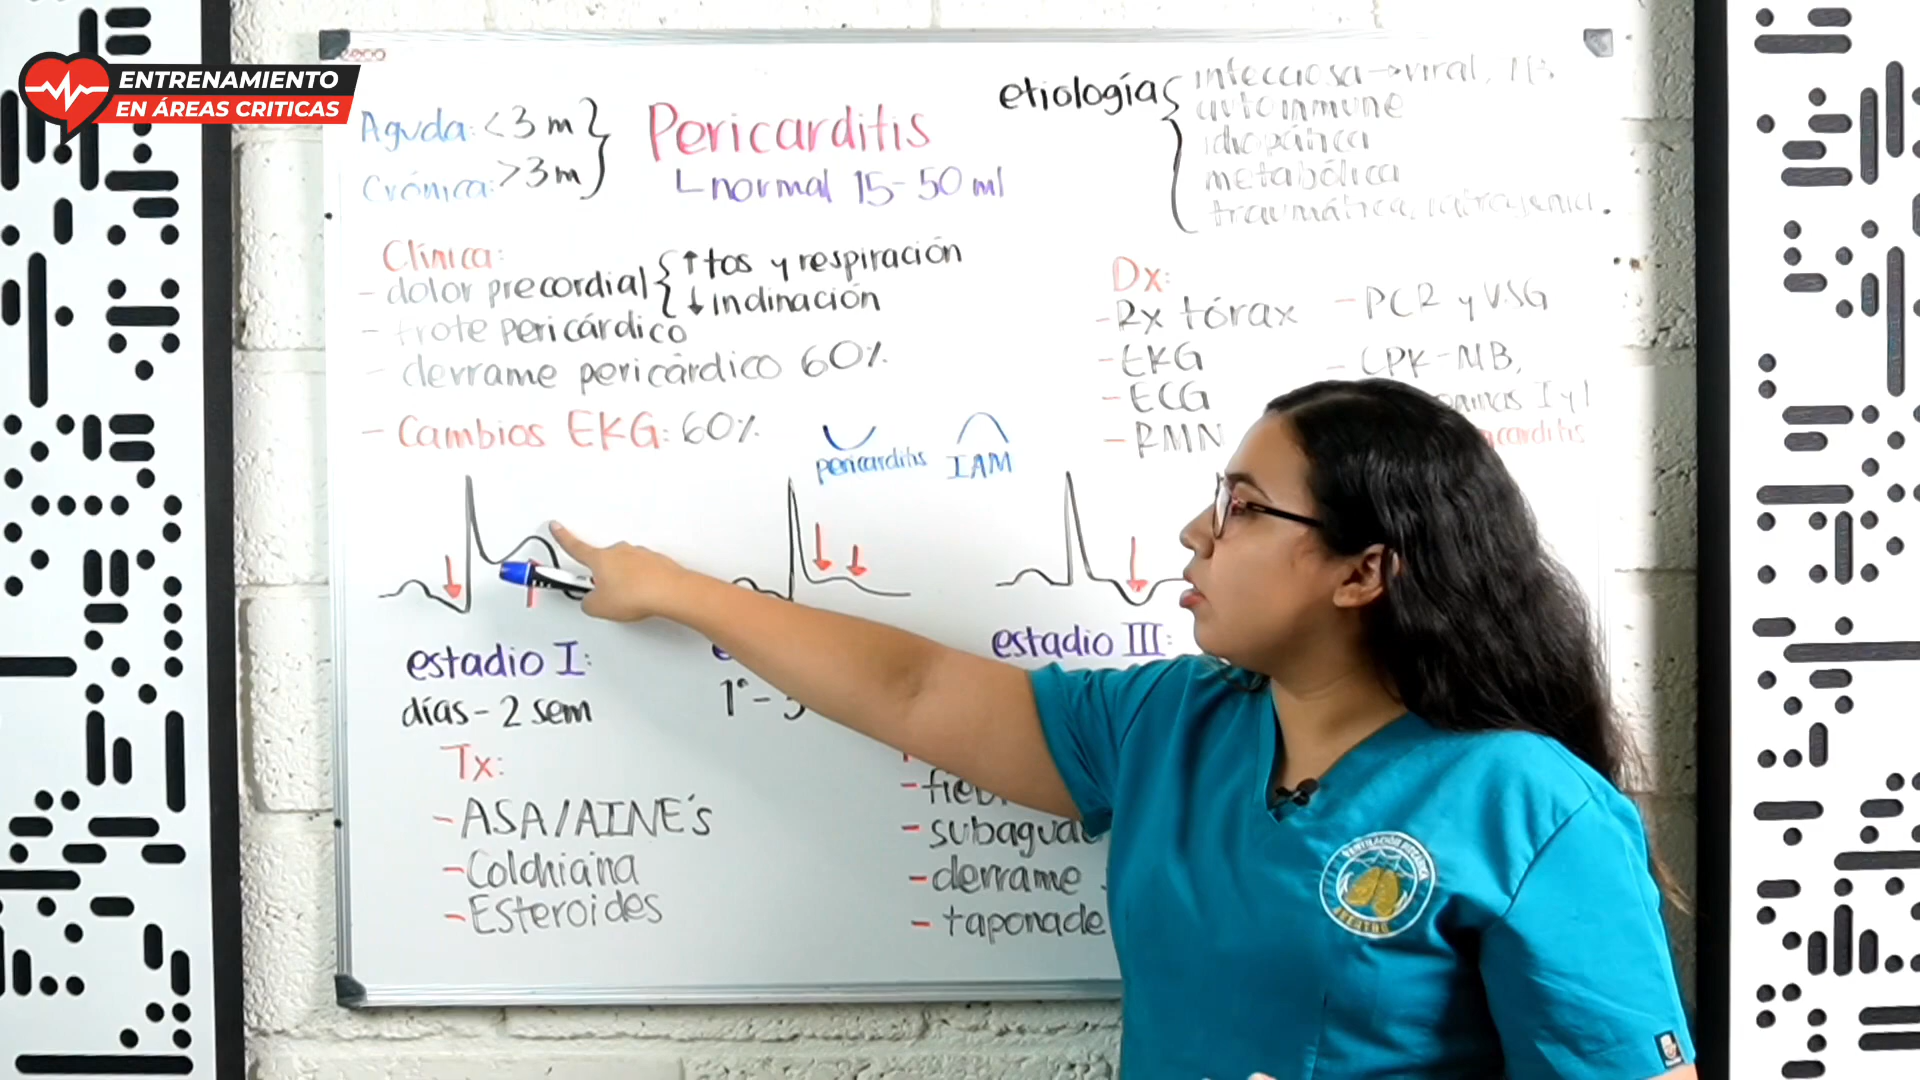 ENTRENAMIENTO
EN ÁREAS CRITICAS
Aguda: <3 m
Crónica: >3 m
Pericarditis
normal 15-50 ml
etiologías
infecciosa → viral,
autoinmune
idiopática
metabólica
traumática, iatrogenia.
Clínica:
- dolor precordial
↑ tos y respiración
↓ inclinación
- frote pericárdico
- derrame pericárdico 60%
- Cambios EKG: 60%
pericarditis
IAM
Dx:
- Rx tórax
- EKG
- ECG
- RMN
- PCR y VSG
- CPK-MB,
estadio I:
días - 2 sem
estadio III:
1° -
Tx:
- ASA/AINE´s
- Colchicina
- Esteroides
- derrame
- taponade